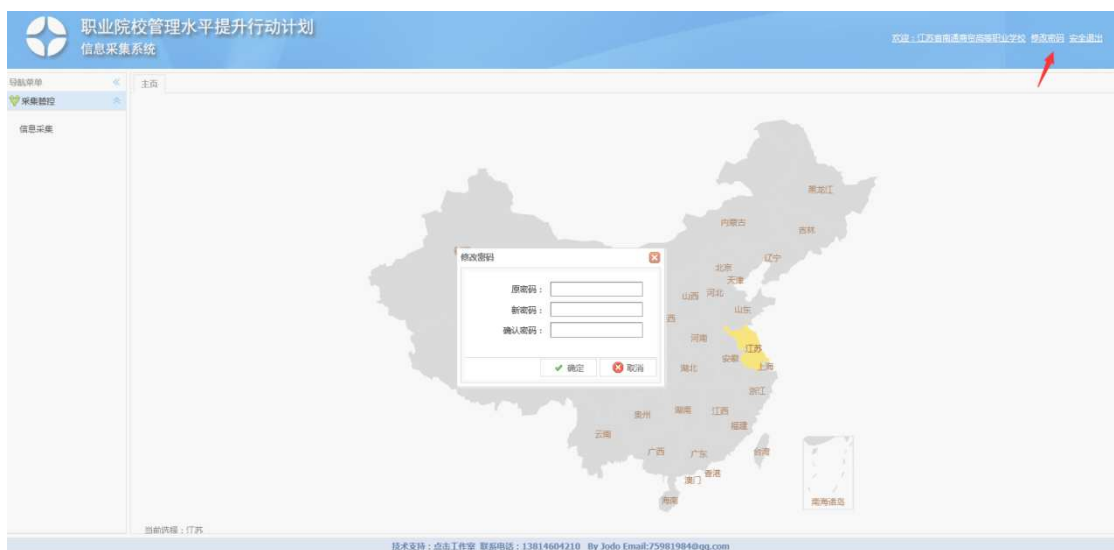 职业院校管理水平提升行动计划
信息采集系统
欢迎：江苏省南通商贸高等职业学校 修改密码 安全退出
导航菜单
主页
采集管控
信息采集
黑龙江
内蒙古
吉林
修改密码
辽宁
北京
天津
原密码：
山西 河北
新密码：
山东
西
确认密码：
河南
江苏
安徽
确定
取消
湖北
上海
浙江
贵州
湖南
江西
云南
福建
广西
广东
台湾
香港
澳门
海南
南海诸岛
当前选择：江苏
技术支持：点击工作室 联系电话：13814604210 By Jodo Email:75981984@qq.com